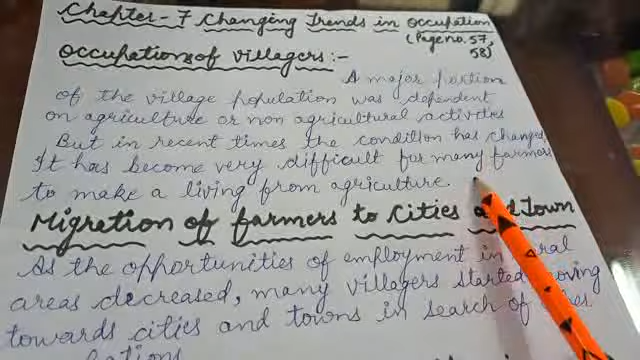 Chapter - 7 Changing Trends in occupation
(Page no. 57, 58)
Occupations of villagers :-
A major portion
of the village population was dependent
on agriculture or non agricultural activities
But in recent times the condition has changed
It has become very difficult for many farmers
to make a living from agriculture.
Migretion of farmers to Cities and Town
As the opportunities of employment in
areas decreased, many villagers started moving
towards cities and towns in search of